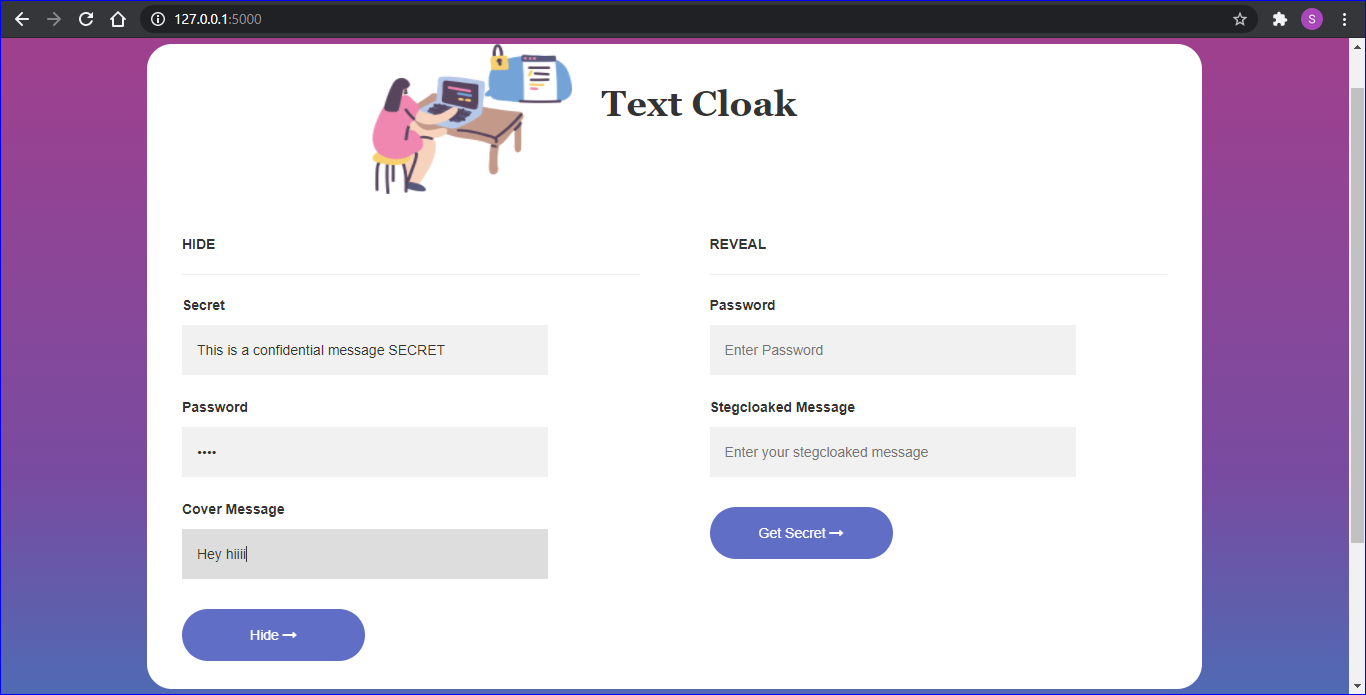 127.0.0.1:5000
S
Text Cloak
HIDE
Secret
This is a confidential message SECRET
Password
••••
Cover Message
Hey hiiii
Hide →
REVEAL
Password
Enter Password
Stegcloaked Message
Enter your stegcloaked message
Get Secret →